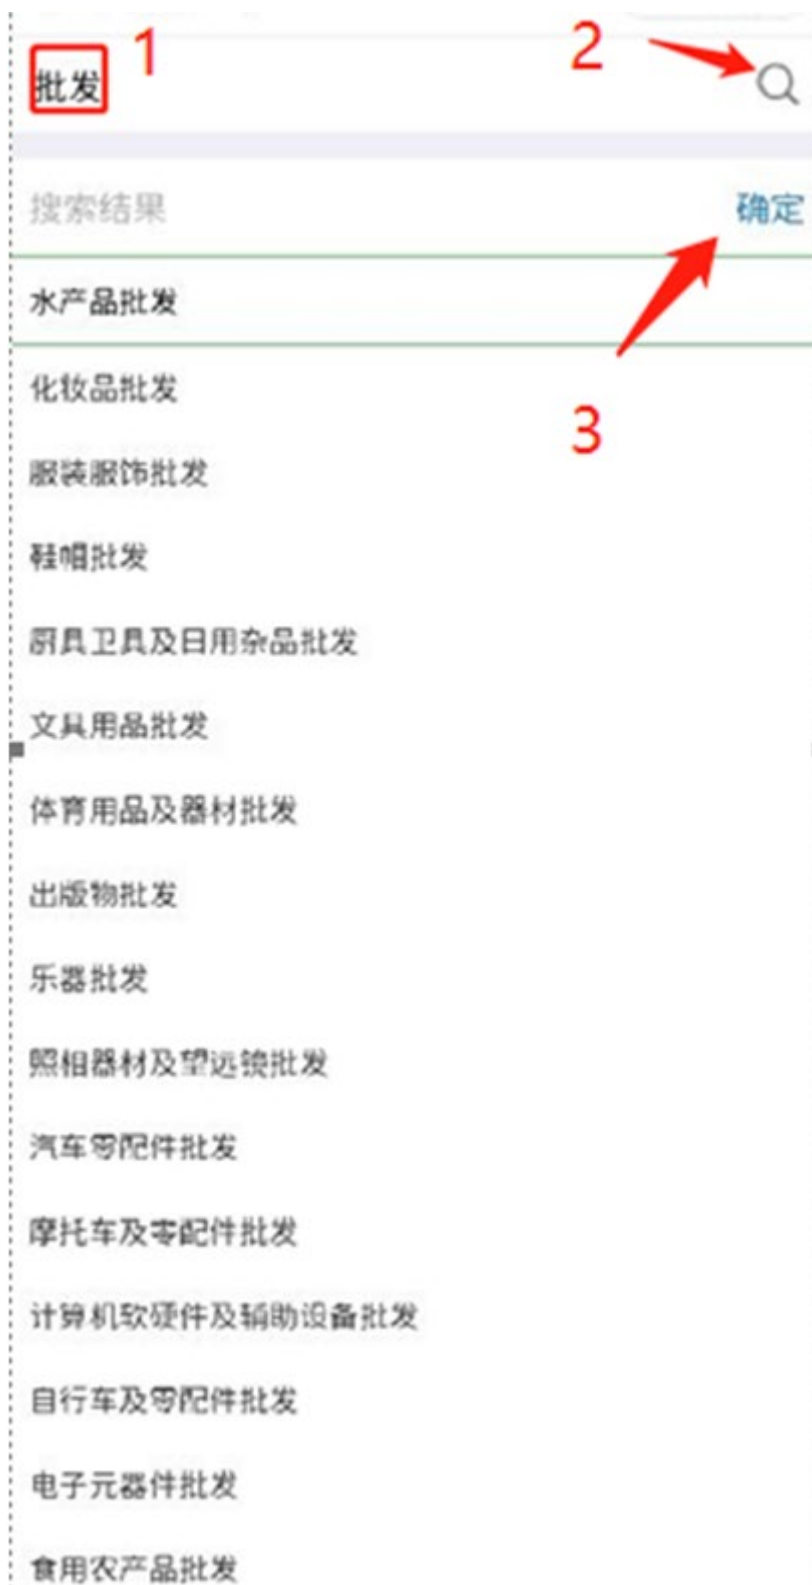 批发 1 2
搜索结果 确定
水产品批发
化妆品批发
3
服装服饰批发
鞋帽批发
厨具卫具及日用杂品批发
文具用品批发
体育用品及器材批发
出版物批发
乐器批发
照相器材及望远镜批发
汽车零配件批发
摩托车及零配件批发
计算机软硬件及辅助设备批发
自行车及零配件批发
电子元器件批发
食用农产品批发